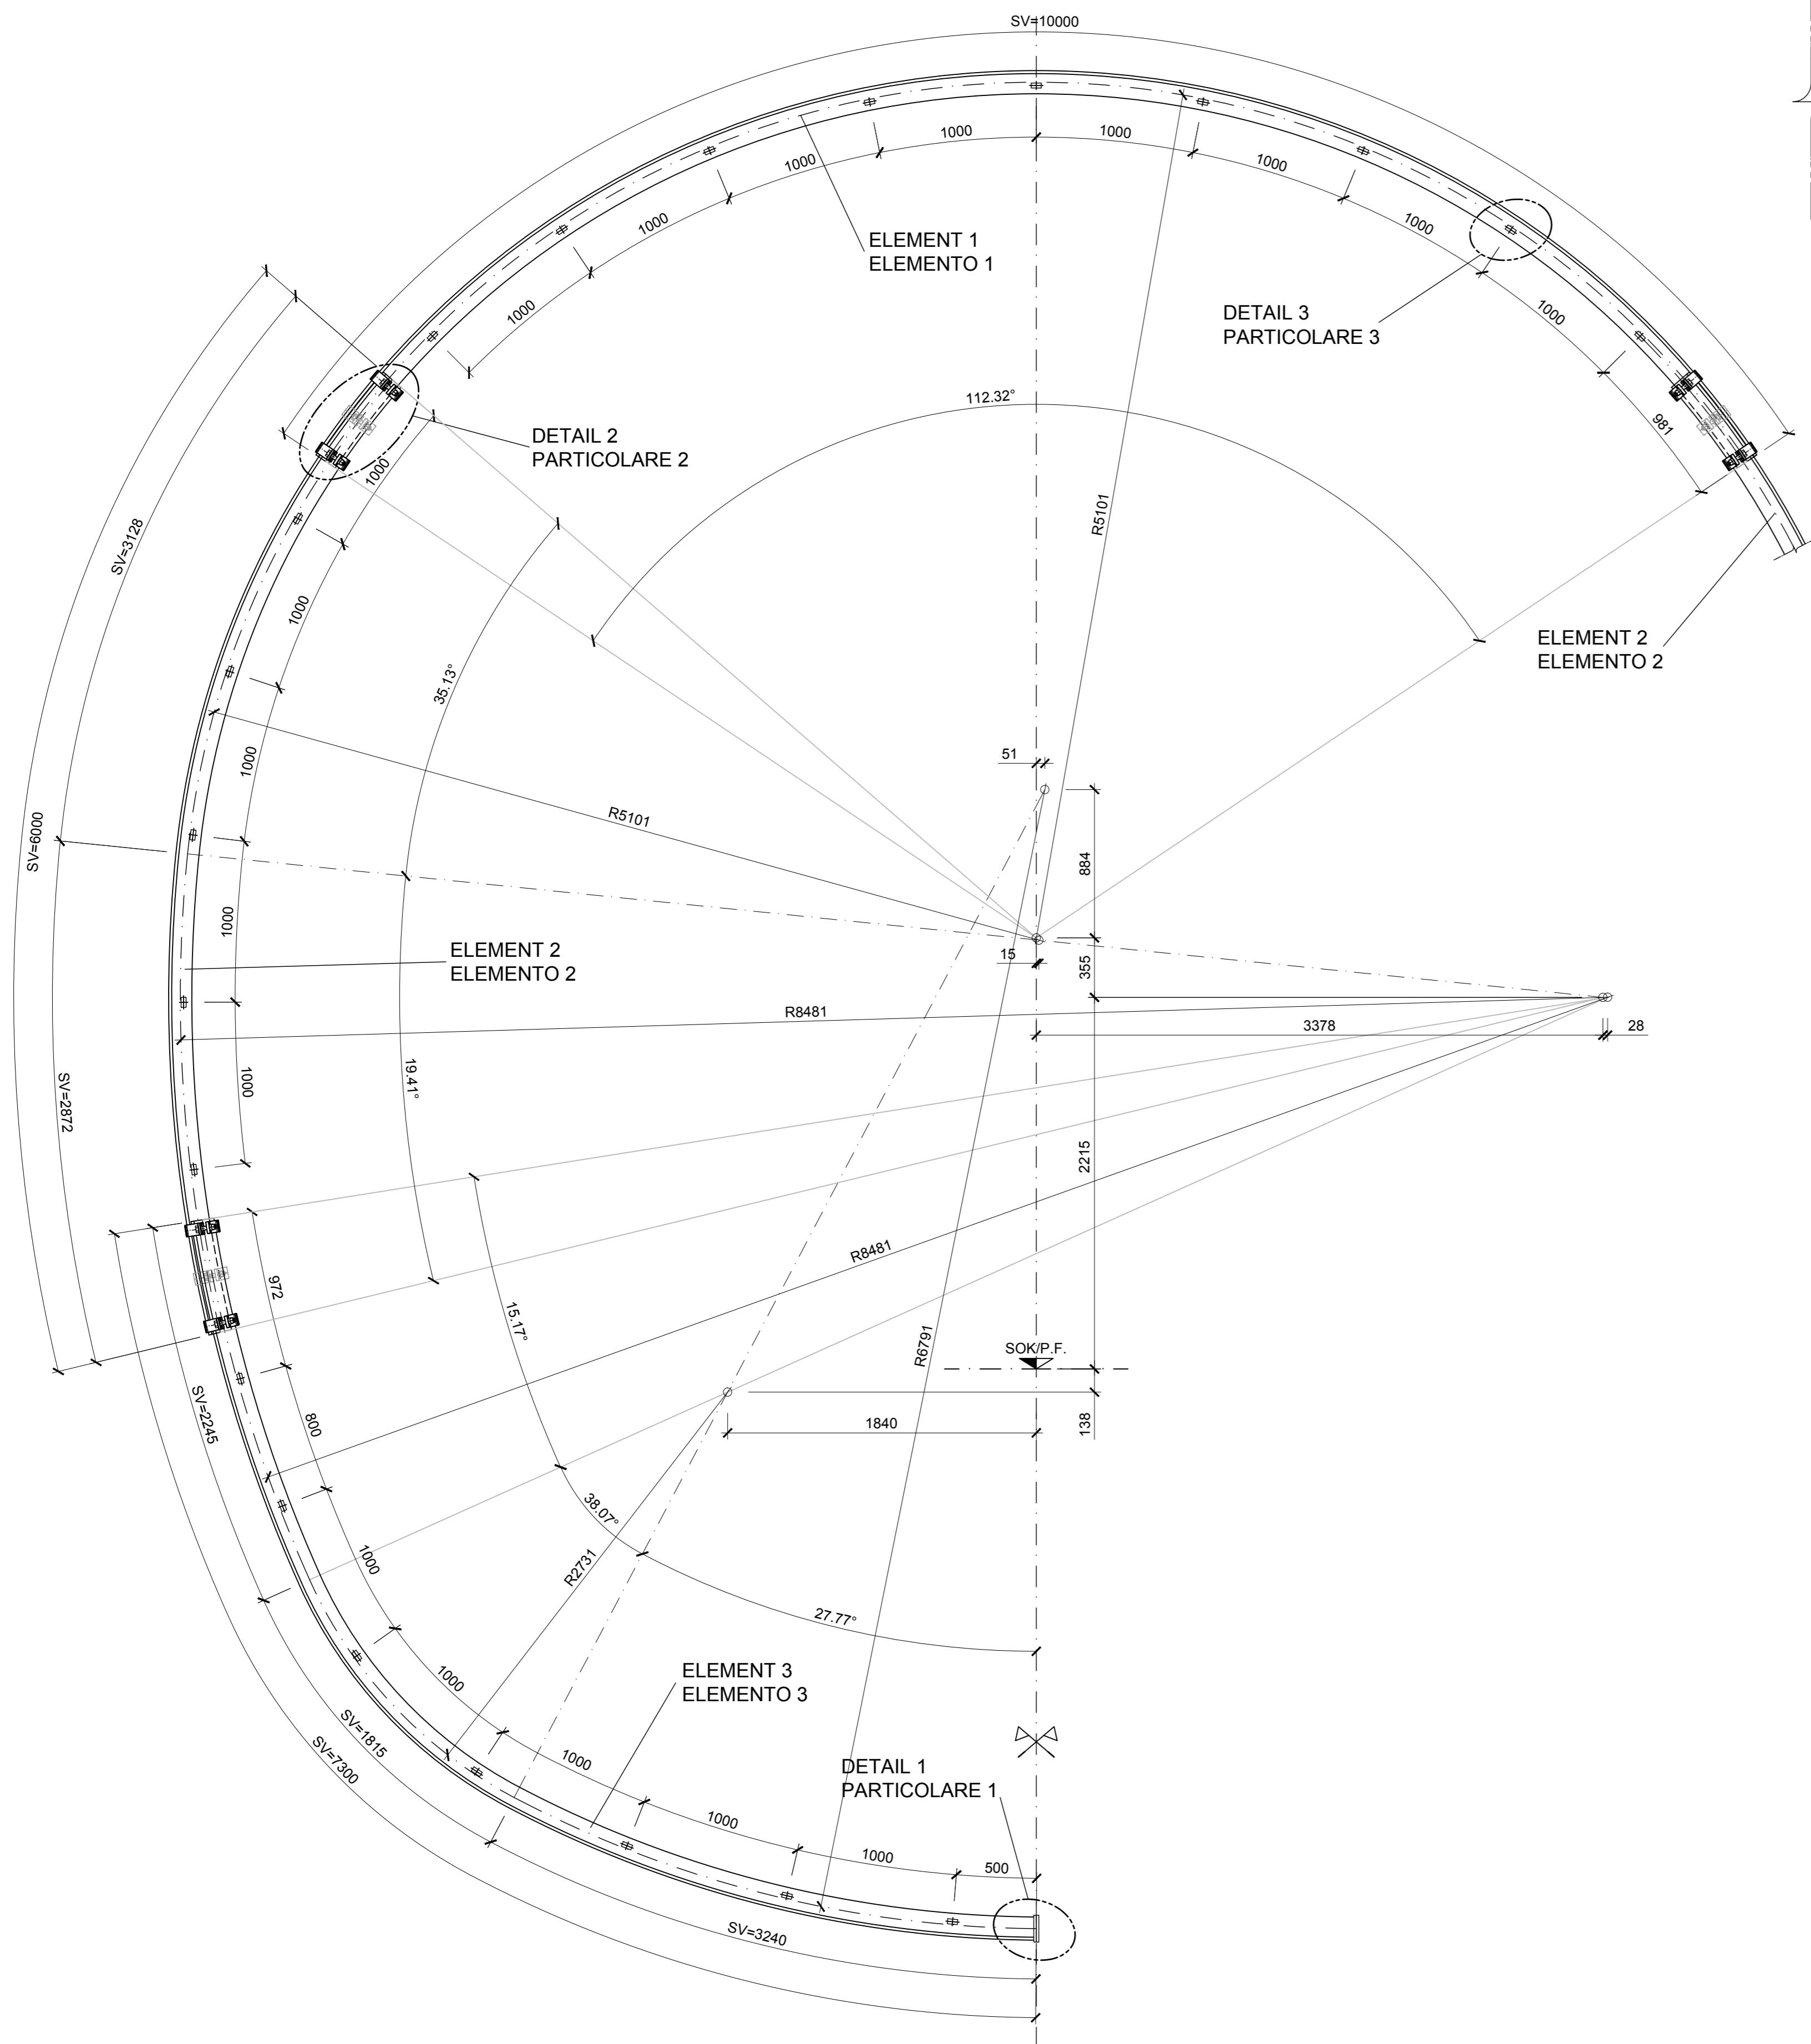 SV=10000
1000
1000
1000
1000
1000
1000
1000
1000
1000
981
ELEMENT 1
ELEMENTO 1
DETAIL 3
PARTICOLARE 3
112.32°
DETAIL 2
PARTICOLARE 2
R5101
SV=3128
SV=6000
1000
1000
1000
1000
1000
35.13°
ELEMENT 2
ELEMENTO 2
51
884
R5101
15
355
ELEMENT 2
ELEMENTO 2
R8481
3378
28
19.41°
SV=2872
2215
R8481
972
15.17°
R6791
SOK/P.F.
138
1840
SV=2245
800
38.07°
R2731
1000
27.77°
1000
ELEMENT 3
ELEMENTO 3
SV=1815
SV=7300
1000
DETAIL 1
PARTICOLARE 1
1000
1000
500
SV=3240